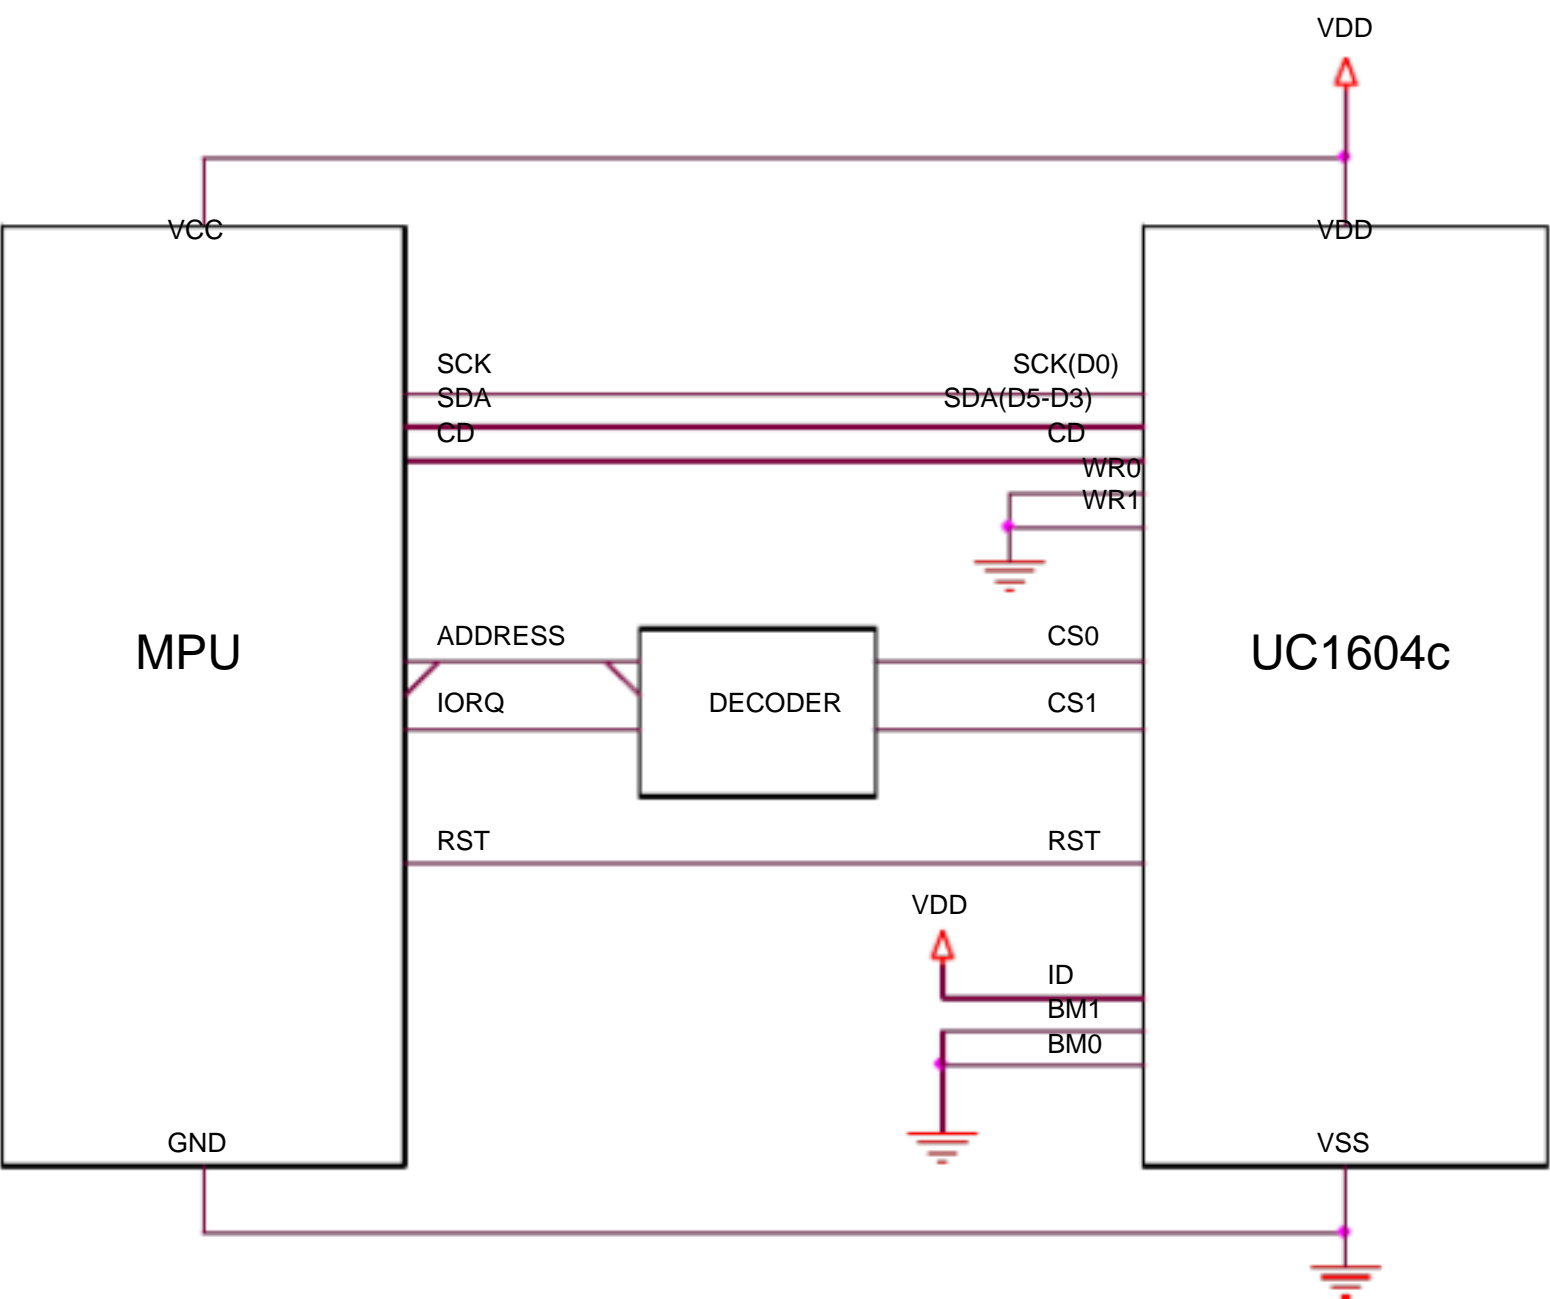 VDD
VCC VDD
SCK SCK(D0)
SDA SDA(D5-D3)
CD CD
WR0
WR1
ADDRESS CS0
MPU UC1604c
IORQ DECODER CS1
RST RST
VDD
ID
BM1
BM0
GND VSS